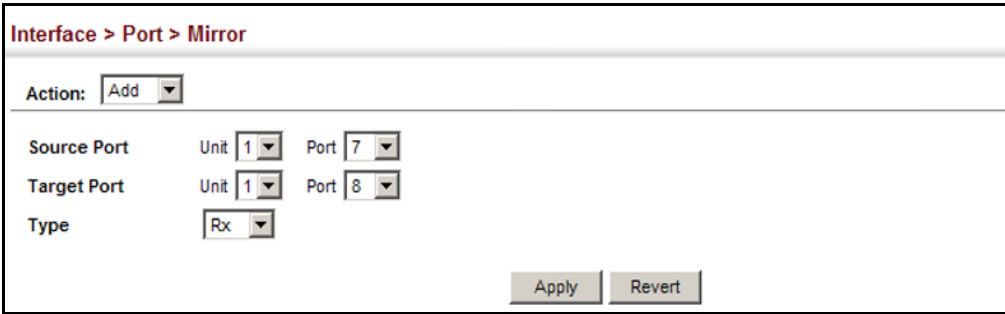 Interface > Port > Mirror
Action: Add
Source Port Unit 1 Port 7
Target Port Unit 1 Port 8
Type Rx
Apply Revert